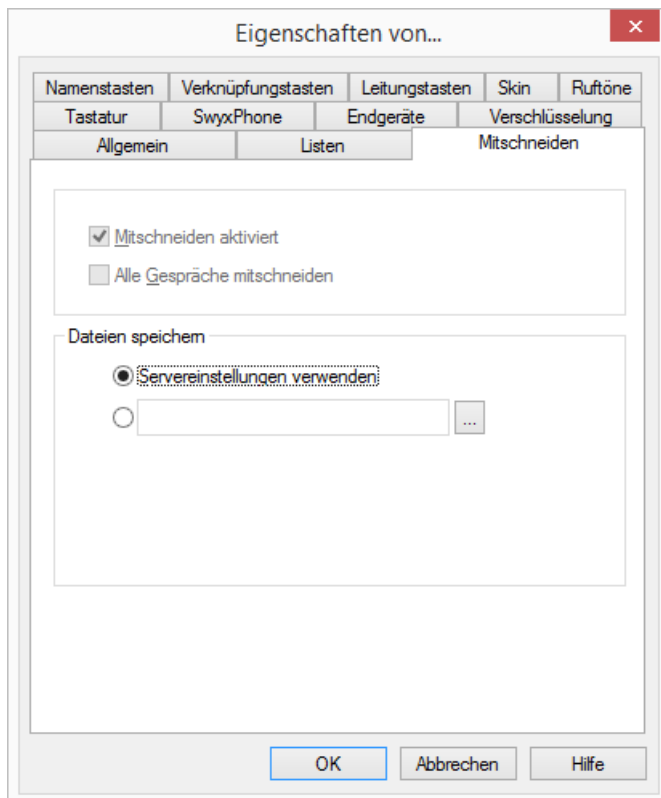 Eigenschaften von...
Namenstasten Verknüpfungstasten Leitungstasten Skin Ruftöne
Tastatur SwyxPhone Endgeräte Verschlüsselung
Allgemein Listen Mitschneiden
Mitschneiden aktiviert
Alle Gespräche mitschneiden
Dateien speichern
Servereinstellungen verwenden
...
OK Abbrechen Hilfe